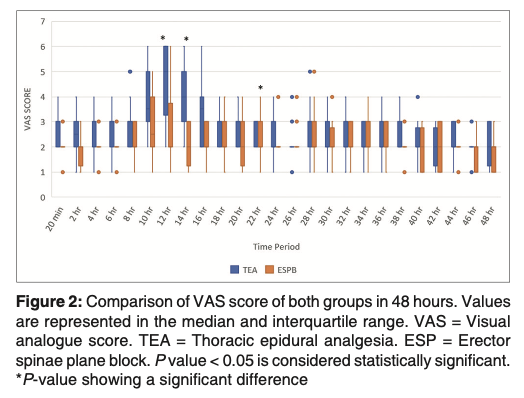 7
6
5
4
3
2
1
0
VAS SCORE
* * *
20 min 2 hr 4 hr 6 hr 8 hr 10 hr 12 hr 14 hr 16 hr 18 hr 20 hr 22 hr 24 hr 26 hr 28 hr 30 hr 32 hr 34 hr 36 hr 38 hr 40 hr 42 hr 44 hr 46 hr 48 hr
Time Period
TEA ESPB
Figure 2: Comparison of VAS score of both groups in 48 hours. Values
are represented in the median and interquartile range. VAS = Visual
analogue score. TEA = Thoracic epidural analgesia. ESP = Erector
spinae plane block. P value < 0.05 is considered statistically significant.
*P-value showing a significant difference